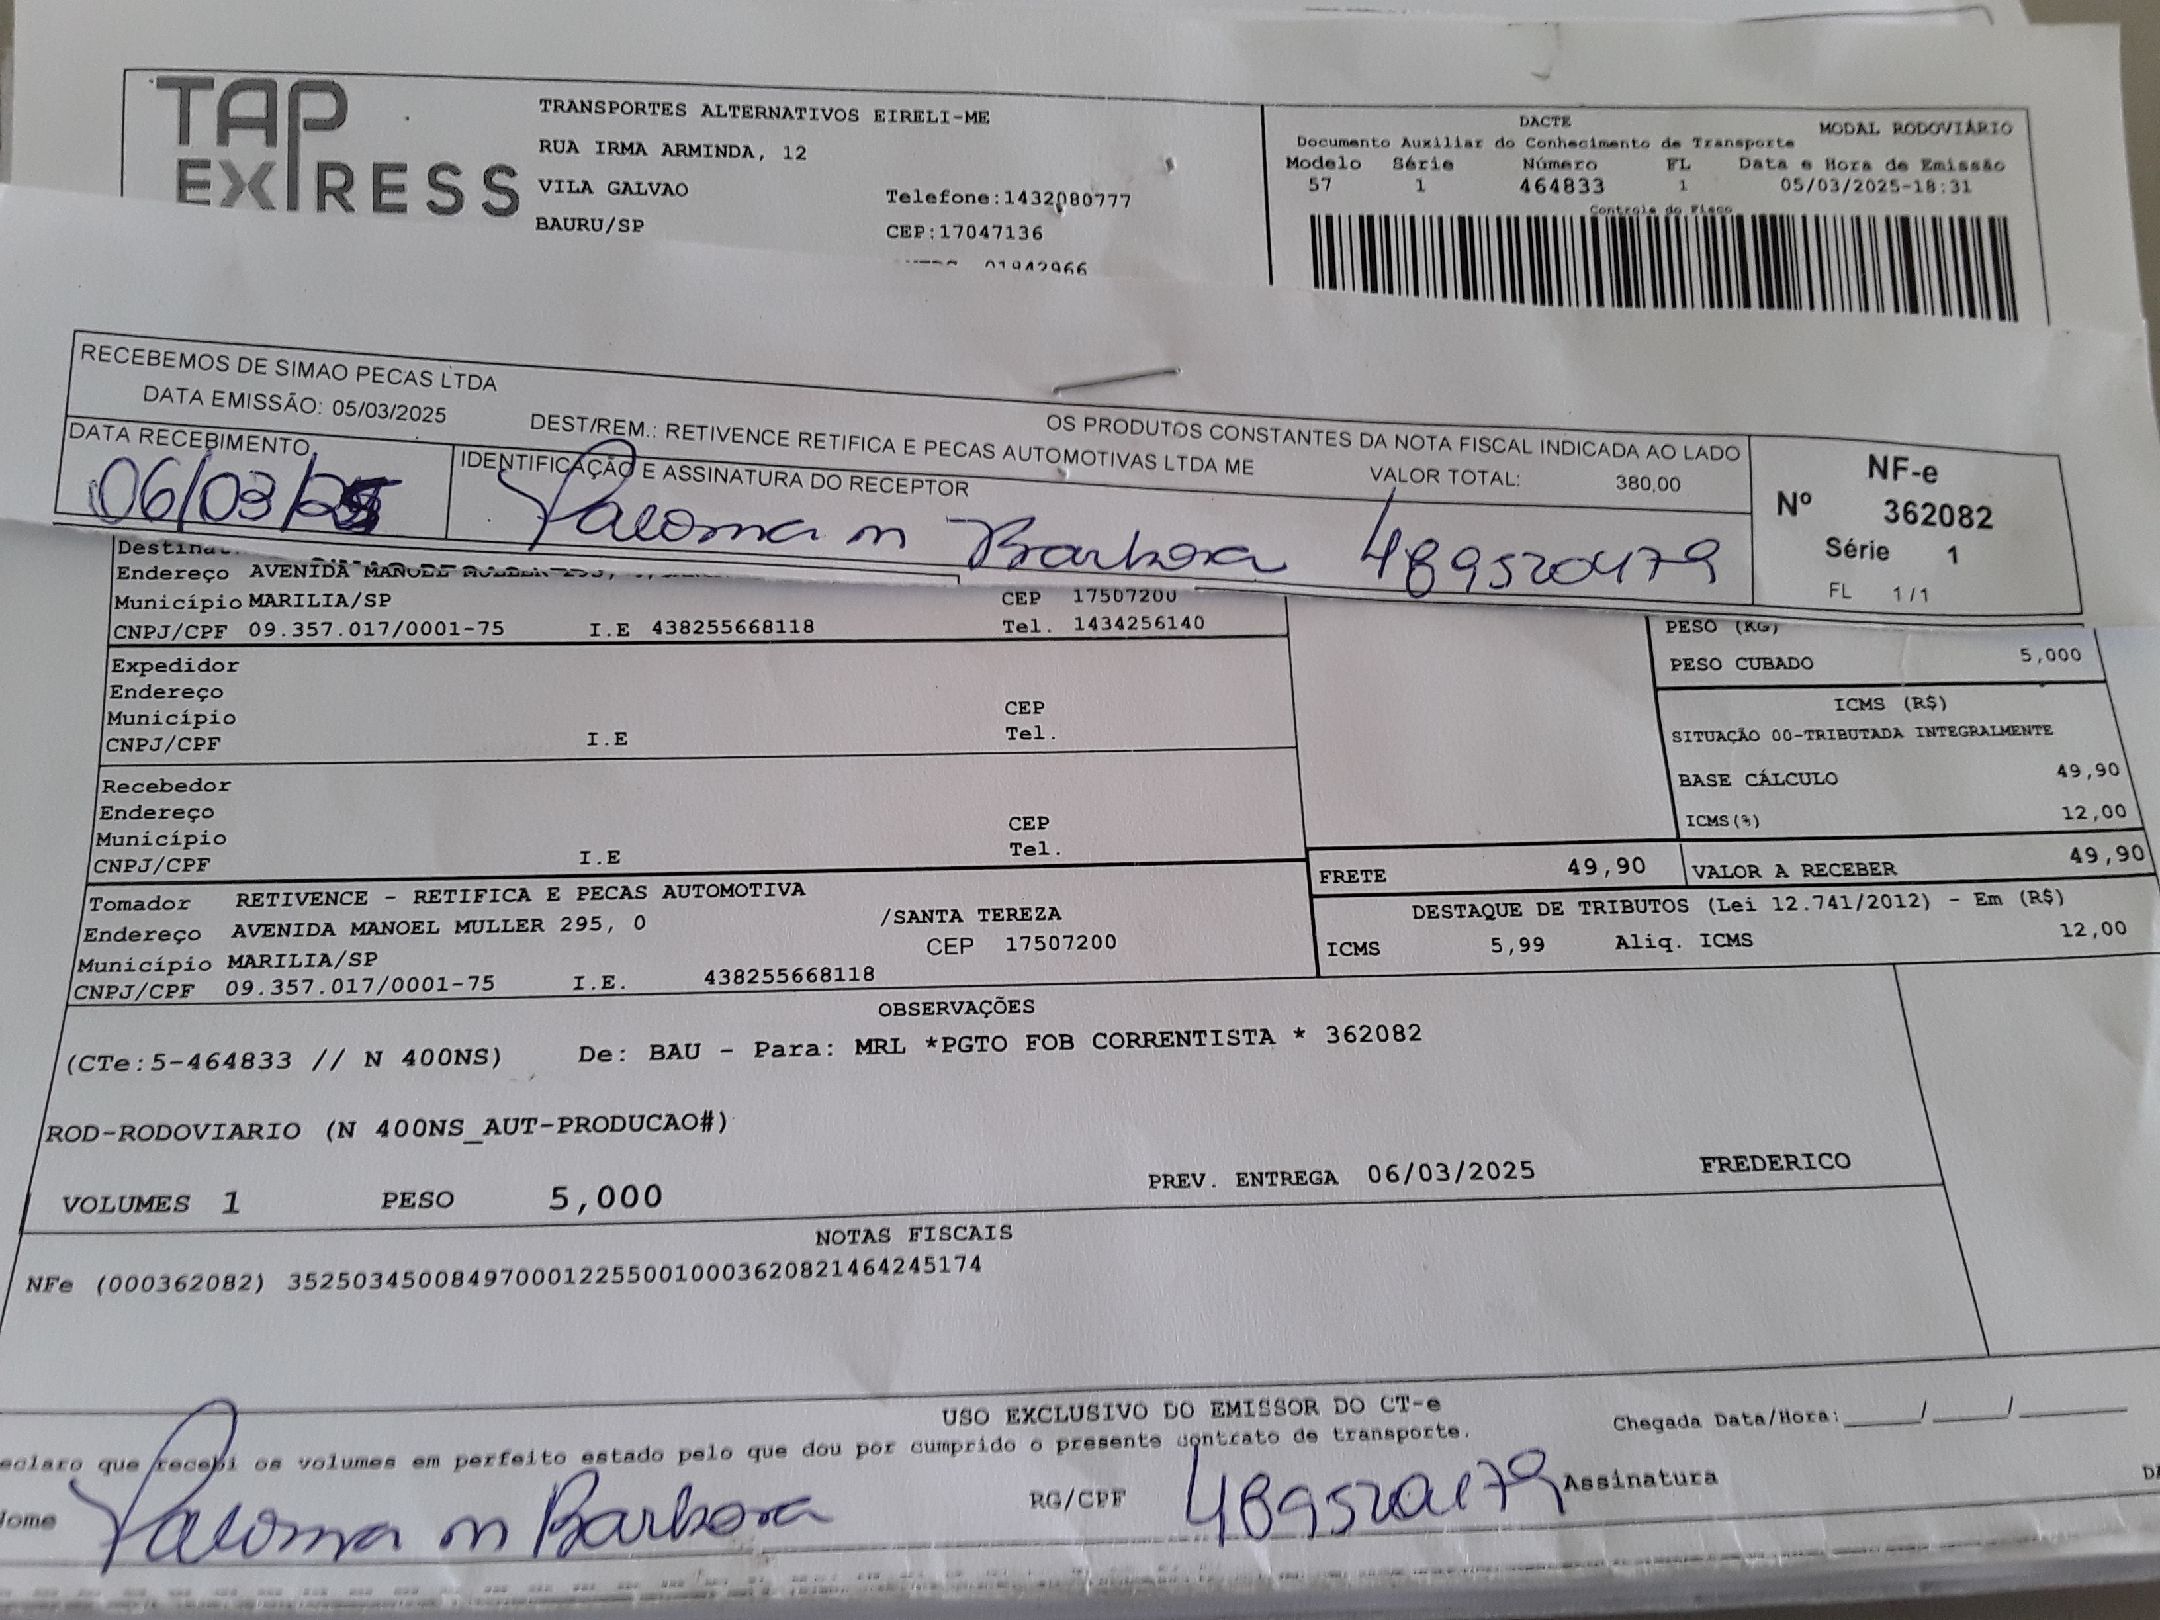 TAP
EXPRESS
TRANSPORTES ALTERNATIVOS EIRELI-ME
RUA IRMA ARMINDA, 12
VILA GALVAO
Telefone:1432080777
BAURU/SP
CEP:17047136
01942966
DACTE
MODAL RODOVIÁRIO
Documento Auxiliar do Conhecimento de Transporte
Modelo Série Número FL Data e Hora de Emissão
57 1 464833 1 05/03/2025-18:31
Controle do Fisco
RECEBEMOS DE SIMAO PECAS LTDA
OS PRODUTOS CONSTANTES DA NOTA FISCAL INDICADA AO LADO
DATA EMISSÃO: 05/03/2025 DEST/REM.: RETIVENCE RETIFICA E PECAS AUTOMOTIVAS LTDA ME VALOR TOTAL: 380,00
DATA RECEBIMENTO IDENTIFICAÇÃO E ASSINATURA DO RECEPTOR
06/03/25 Paloma m Barbosa 489520479
NF-e
Nº 362082
Série 1
FL 1/1
Endereço AVENIDA MANOEL MULLER 295,
Município MARILIA/SP CEP 17507200
CNPJ/CPF 09.357.017/0001-75 I.E 438255668118 Tel. 1434256140
PESO (KG)
PESO CUBADO 5,000
Expedidor
Endereço
Município CEP
CNPJ/CPF I.E Tel.
ICMS (R$)
SITUAÇÃO 00-TRIBUTADA INTEGRALMENTE
BASE CÁLCULO 49,90
ICMS(%) 12,00
Recebedor
Endereço
Município CEP
CNPJ/CPF I.E Tel.
FRETE 49,90 VALOR A RECEBER 49,90
DESTAQUE DE TRIBUTOS (Lei 12.741/2012) - Em (R$)
ICMS 5,99 Aliq. ICMS 12,00
Tomador RETIVENCE - RETIFICA E PECAS AUTOMOTIVA
Endereço AVENIDA MANOEL MULLER 295, 0 /SANTA TEREZA
Município MARILIA/SP CEP 17507200
CNPJ/CPF 09.357.017/0001-75 I.E. 438255668118
OBSERVAÇÕES
(CTe:5-464833 // N 400NS) De: BAU - Para: MRL *PGTO FOB CORRENTISTA * 362082
ROD-RODOVIARIO (N 400NS_AUT-PRODUCAO#)
VOLUMES 1 PESO 5,000 PREV. ENTREGA 06/03/2025 FREDERICO
NOTAS FISCAIS
NFe (000362082) 35250345008497000122550010003620821464245174
USO EXCLUSIVO DO EMISSOR DO CT-e
Chegada Data/Hora:_____/_____/_______
eclaro que recebi os volumes em perfeito estado pelo que dou por cumprido o presente contrato de transporte.
Nome Paloma m Barbosa RG/CPF 489520479 Assinatura